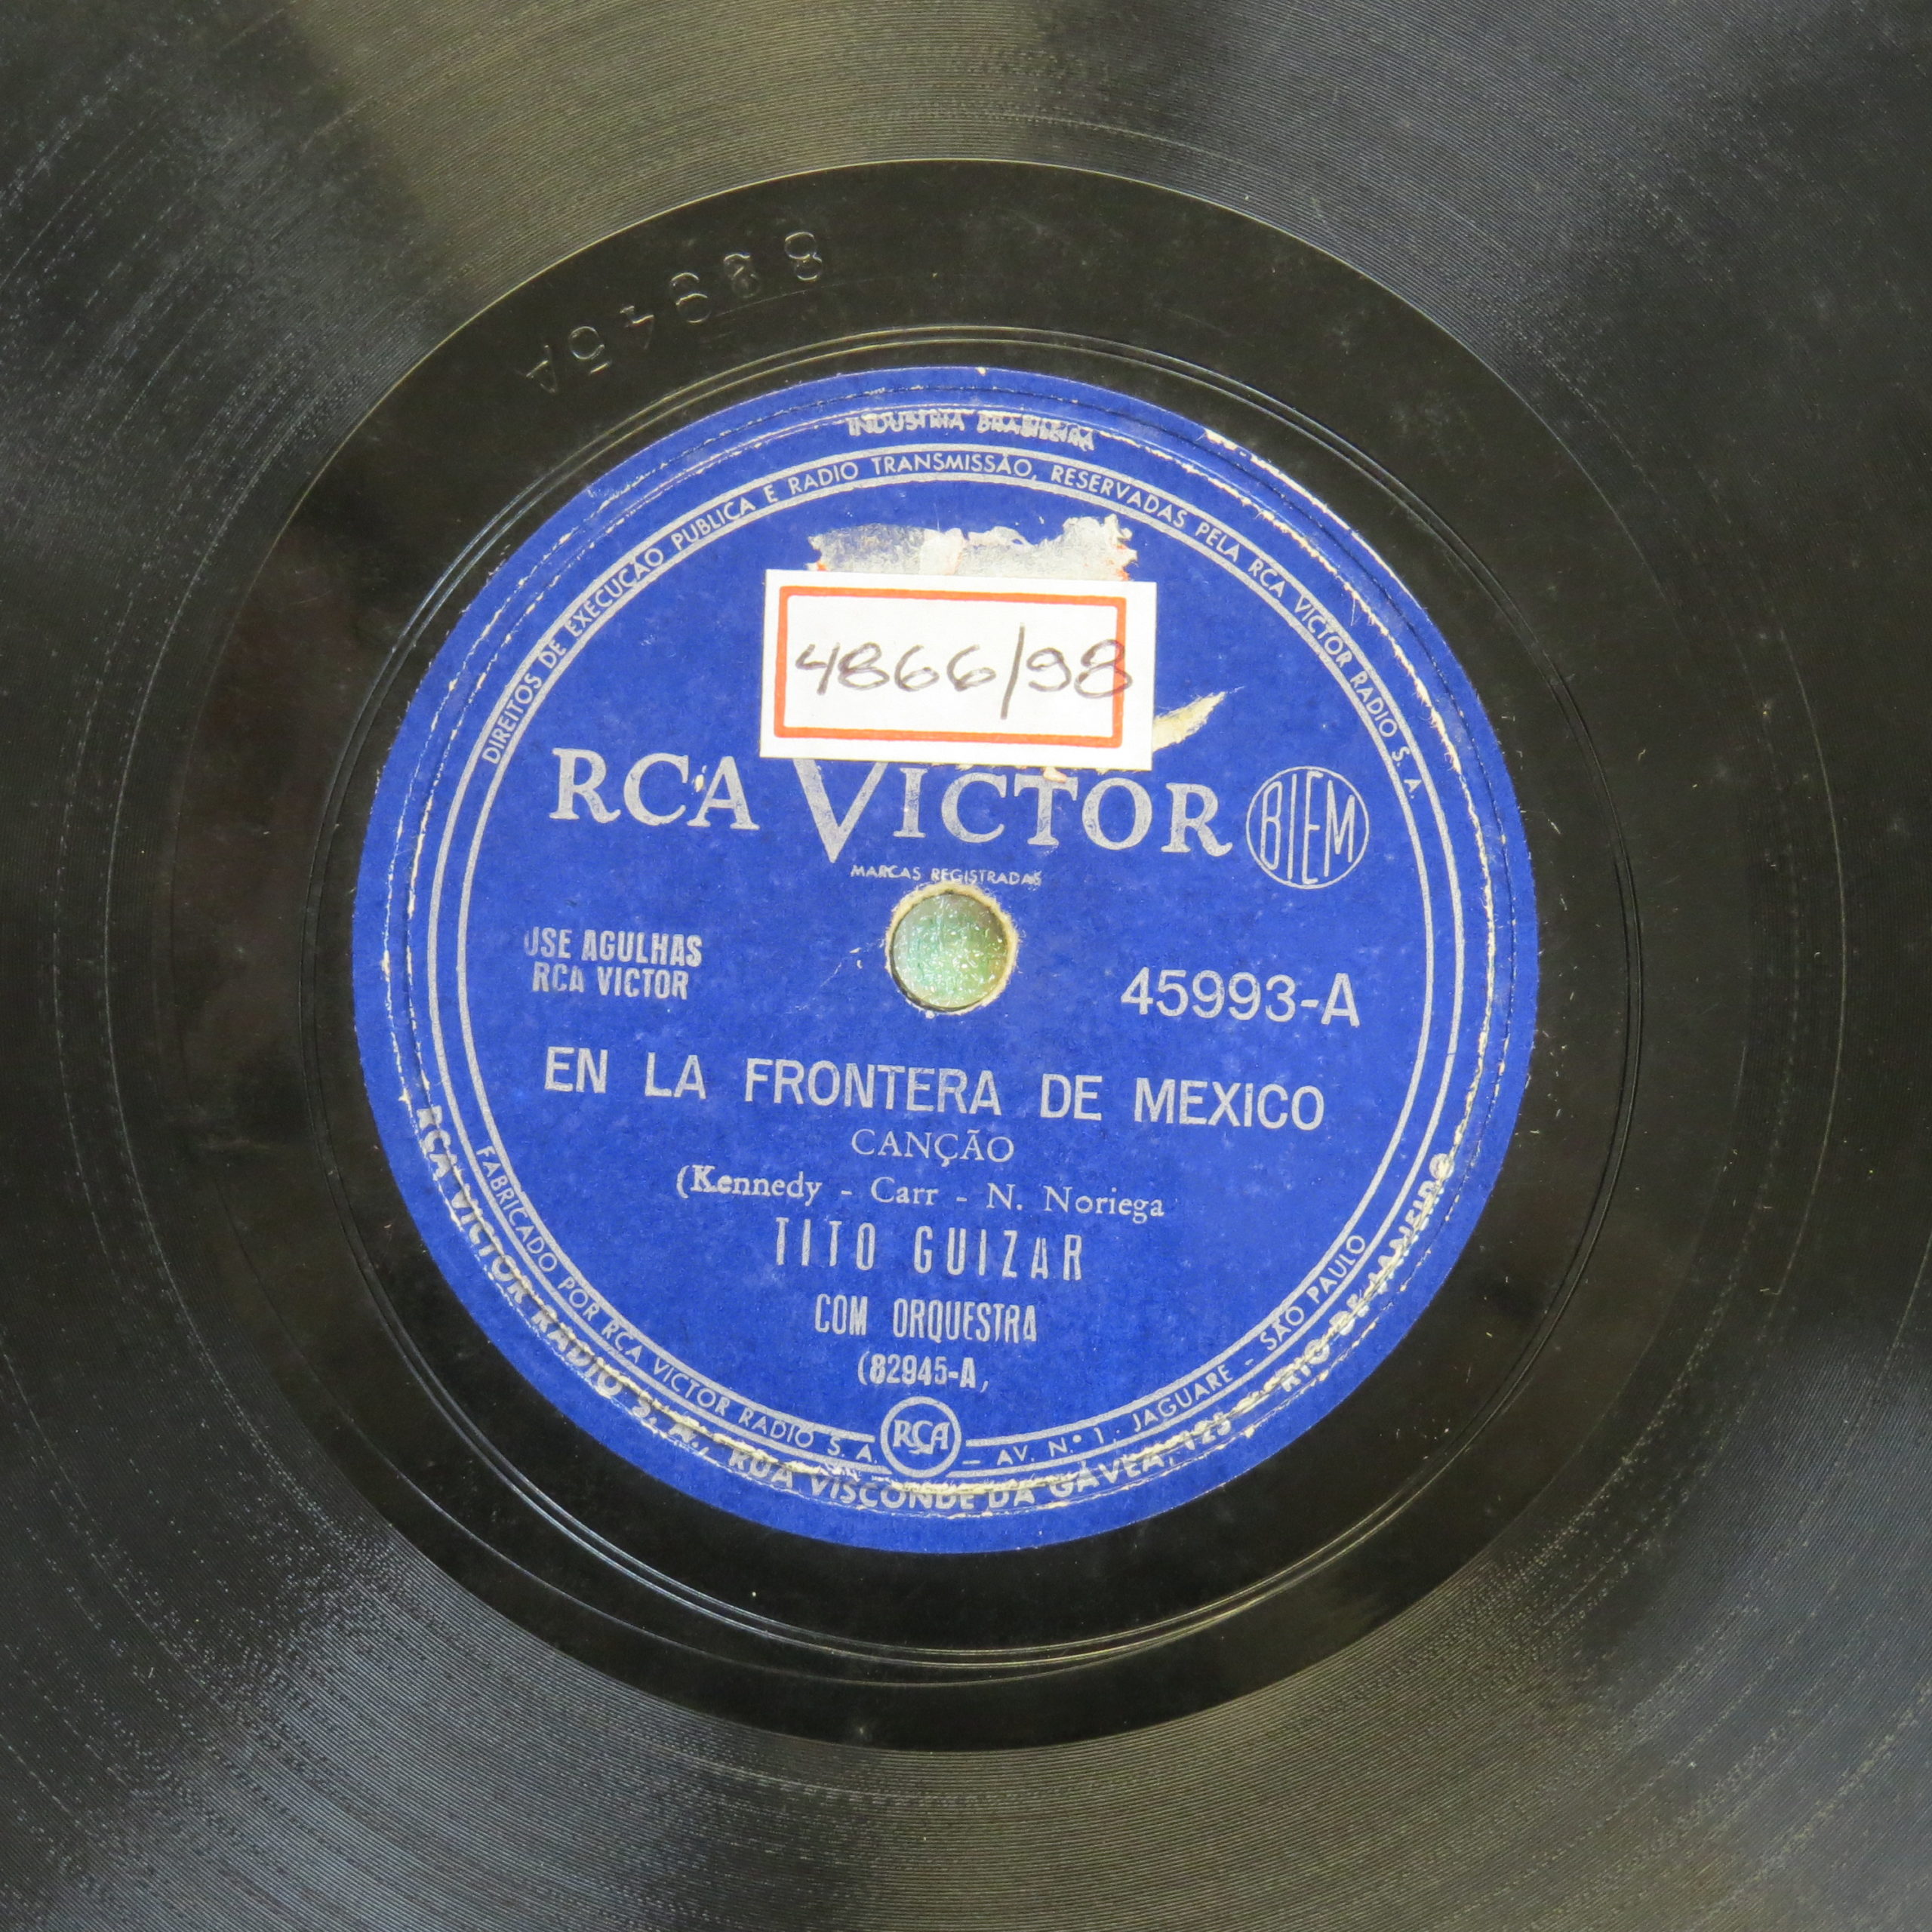 INDUSTRIA BRASILEIRA
DIREITOS DE EXECUÇÃO PUBLICA E RADIO TRANSMISSÃO, RESERVADAS PELA RCA VICTOR RADIO S. A.
4866/98
RCA VICTOR
BIEM
MARCAS REGISTRADAS
USE AGULHAS
RCA VICTOR
45993-A
EN LA FRONTERA DE MEXICO
CANÇÃO
(Kennedy - Carr - N. Noriega
TITO GUIZAR
COM ORQUESTRA
(82945-A,
RCA
FABRICADO POR RCA VICTOR RADIO S. A. — AV. N.º 1, JAGUARE - SÃO PAULO
RCA VICTOR RADIO S. A., RUA VISCONDE DA GÁVEA, 125 - RIO DE JANEIRO